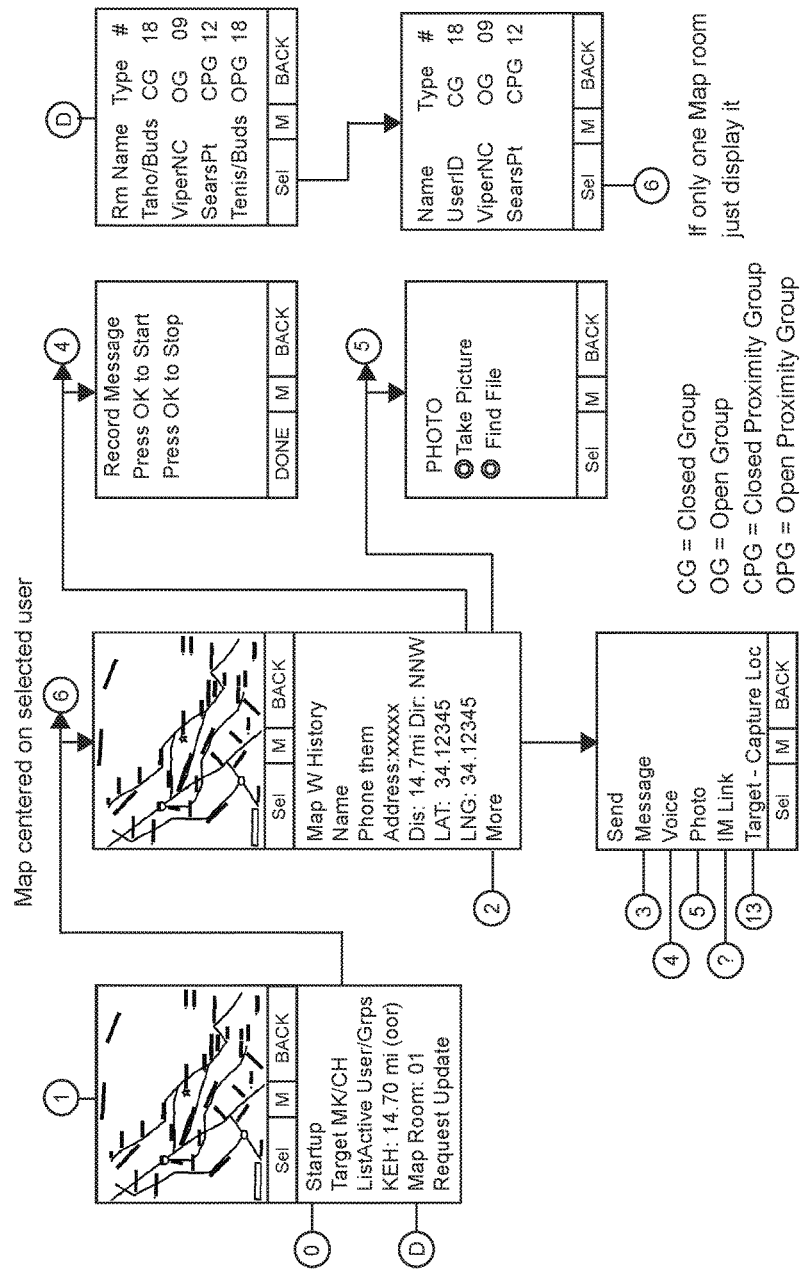 Map centered on selected user
1
Sel M BACK
Startup
Target MK/CH
ListActive User/Grps
KEH: 14.70 mi (oor)
Map Room: 01
Request Update
0
D
6
Sel M BACK
Map W History
Name
Phone them
Address:xxxxx
Dis: 14.7mi Dir: NNW
LAT: 34.12345
LNG: 34.12345
More
2
Send
Message
Voice
Photo
IM Link
Target - Capture Loc
Sel M BACK
3
4
5
?
13
4
Record Message
Press OK to Start
Press OK to Stop
DONE M BACK
5
PHOTO
Take Picture
Find File
Sel M BACK
CG = Closed Group
OG = Open Group
CPG = Closed Proximity Group
OPG = Open Proximity Group
D
Rm Name Type #
Taho/Buds CG 18
ViperNC OG 09
SearsPt CPG 12
Tenis/Buds OPG 18
Sel M BACK
Name Type #
UserID CG 18
ViperNC OG 09
SearsPt CPG 12
Sel M BACK
6
If only one Map room
just display it